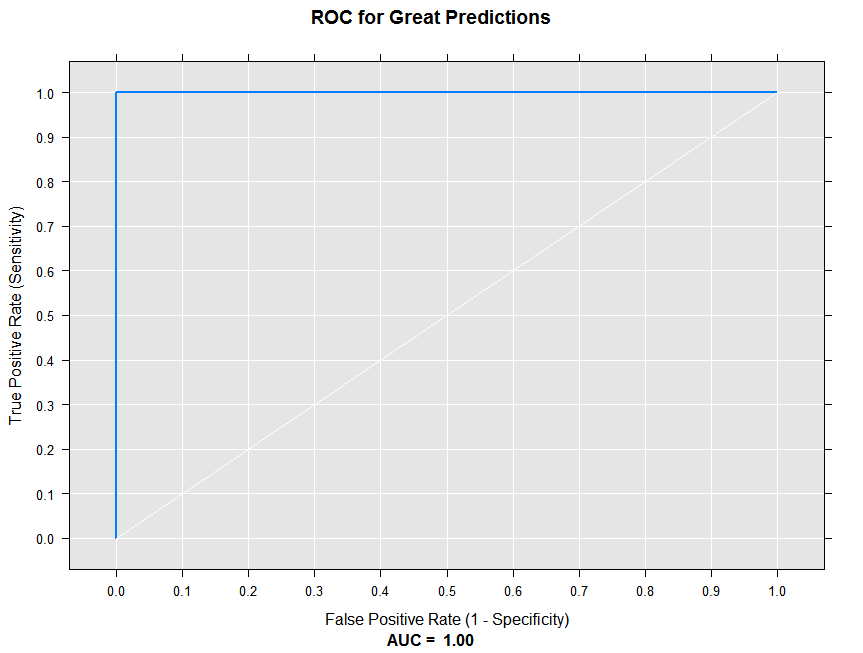 ROC for Great Predictions
True Positive Rate (Sensitivity)
1.0
0.9
0.8
0.7
0.6
0.5
0.4
0.3
0.2
0.1
0.0
0.0 0.1 0.2 0.3 0.4 0.5 0.6 0.7 0.8 0.9 1.0
False Positive Rate (1 - Specificity)
AUC = 1.00